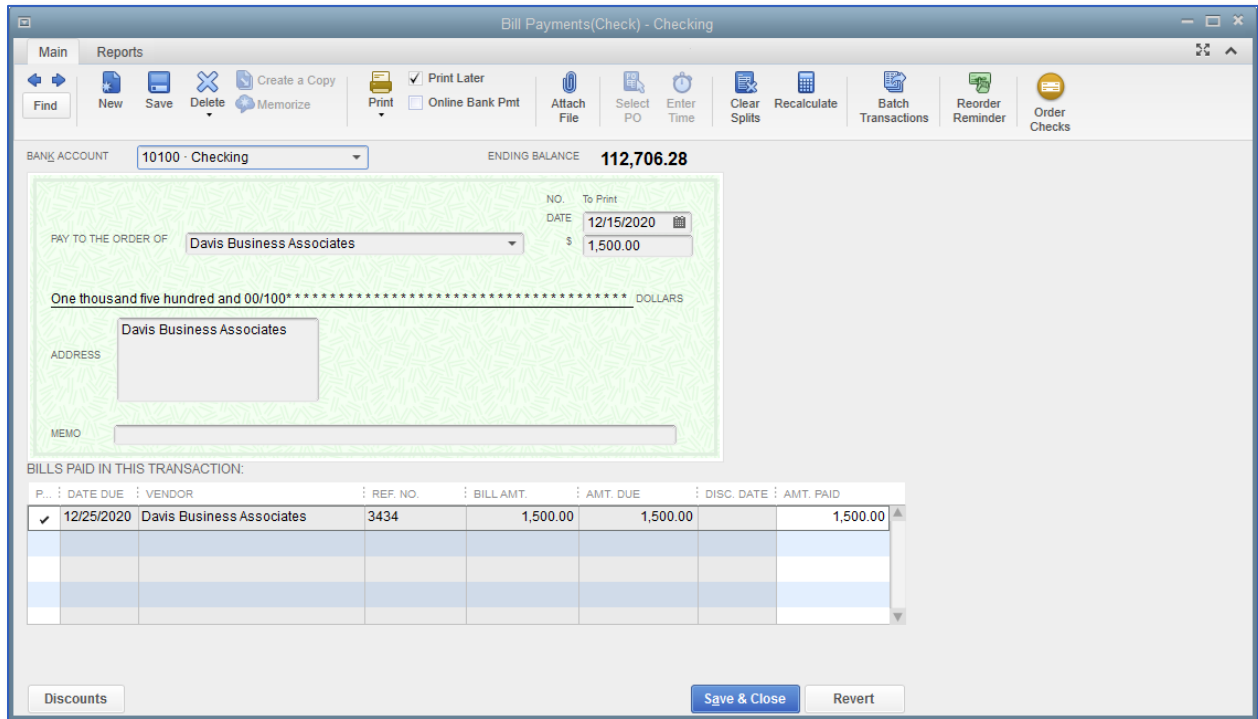 Bill Payments(Check) - Checking
Main Reports
Find New Save Delete Create a Copy Memorize Print Print Later Online Bank Pmt Attach File Select PO Enter Time Clear Splits Recalculate Batch Transactions Reorder Reminder Order Checks
BANK ACCOUNT 10100 · Checking ENDING BALANCE 112,706.28
NO. To Print
DATE 12/15/2020
PAY TO THE ORDER OF Davis Business Associates $ 1,500.00
One thousand five hundred and 00/100* * * * * * * * * * * * * * * * * * * * * * * * * * * * * * * * * * * * * * * DOLLARS
Davis Business Associates
ADDRESS
MEMO
BILLS PAID IN THIS TRANSACTION:
P... DATE DUE VENDOR REF. NO. BILL AMT. AMT. DUE DISC. DATE AMT. PAID
12/25/2020 Davis Business Associates 3434 1,500.00 1,500.00 1,500.00
Discounts Save & Close Revert